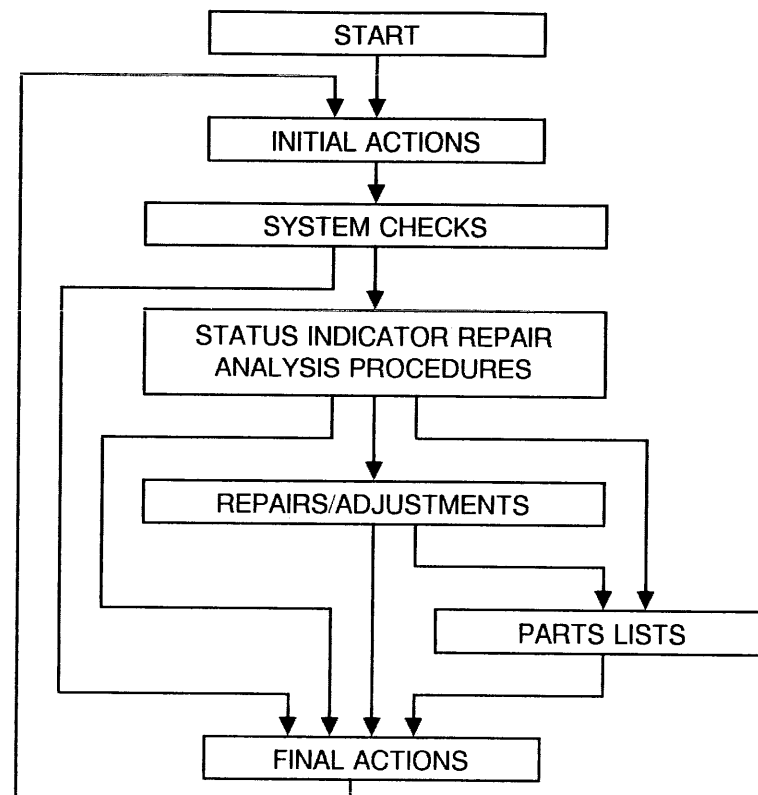 START
INITIAL ACTIONS
SYSTEM CHECKS
STATUS INDICATOR REPAIR
ANALYSIS PROCEDURES
REPAIRS/ADJUSTMENTS
PARTS LISTS
FINAL ACTIONS